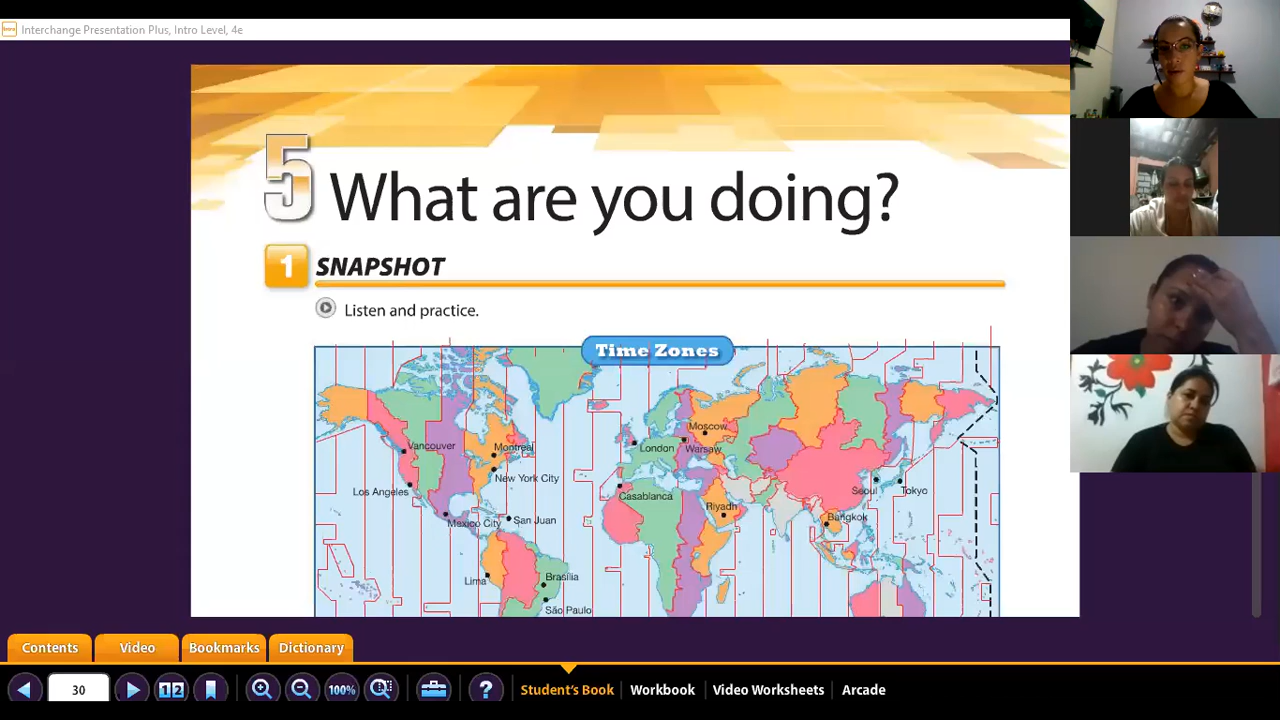 Interchange Presentation Plus, Intro Level, 4e
5 What are you doing?
1 SNAPSHOT
Listen and practice.
Time Zones
Vancouver
Montreal
Moscow
London
Warsaw
New York City
Los Angeles
Casablanca
Seoul
Tokyo
Riyadh
Mexico City
San Juan
Bangkok
Lima
Brasília
São Paulo
Contents Video Bookmarks Dictionary
30 1 2 100% ? Student's Book Workbook Video Worksheets Arcade